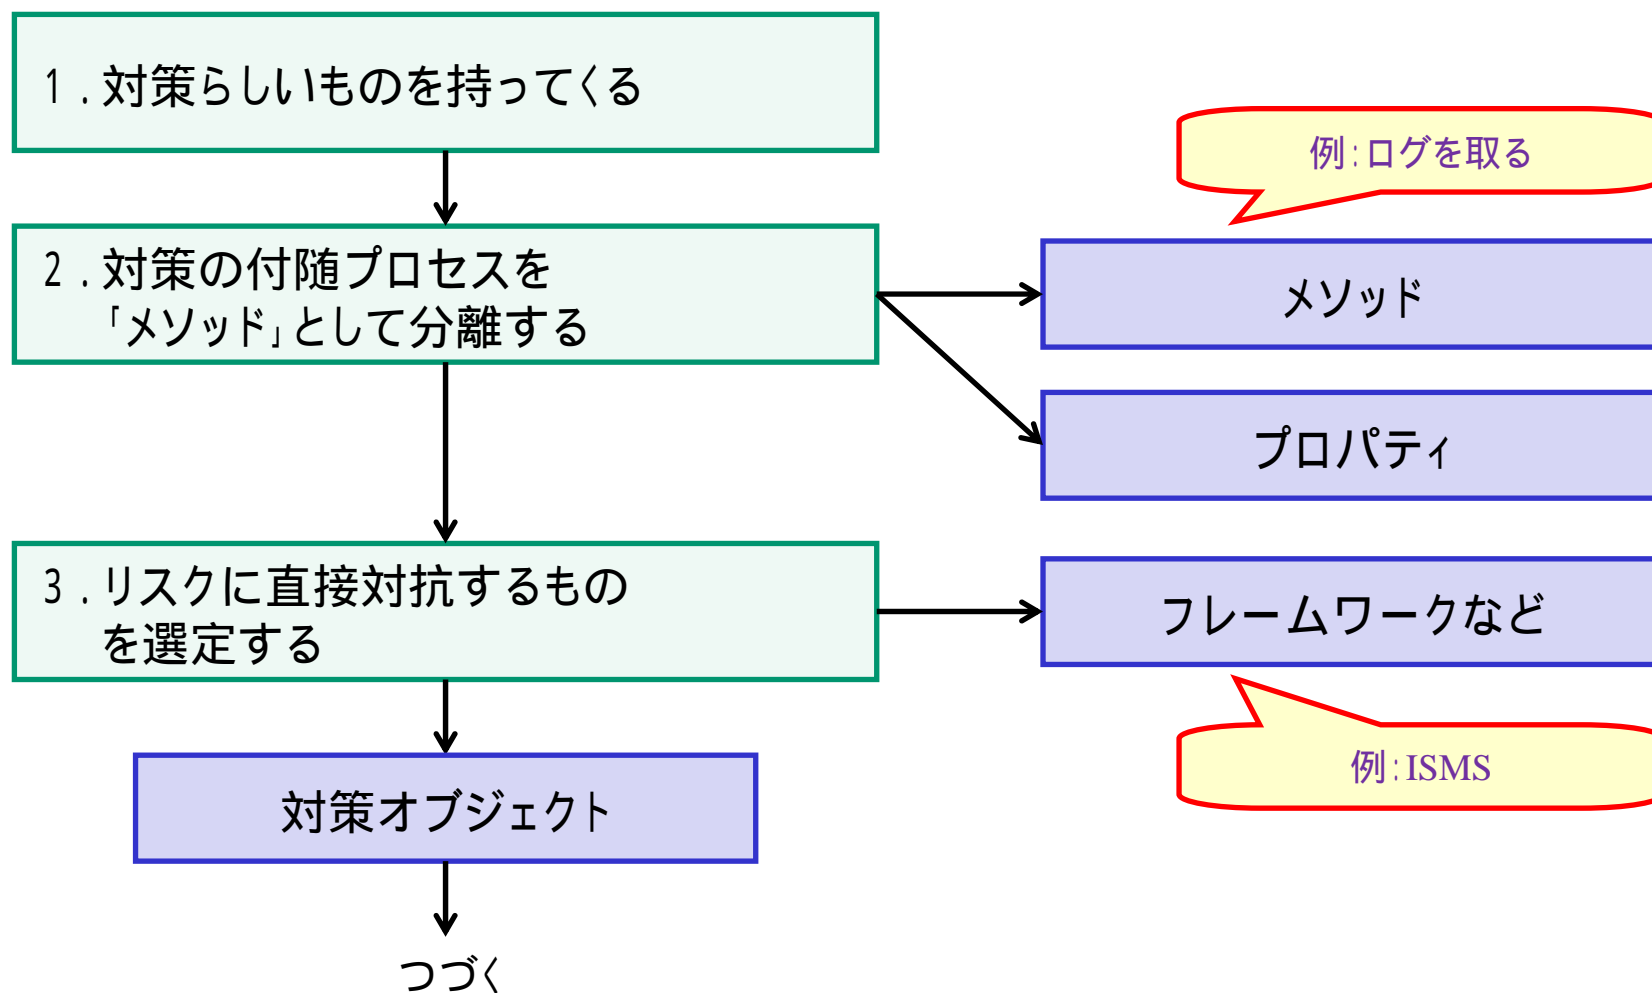 １．対策らしいものを持ってくる
例：ログを取る
２．対策の付随プロセスを
「メソッド」として分離する
メソッド
プロパティ
３．リスクに直接対抗するもの
を選定する
フレームワークなど
例：ISMS
対策オブジェクト
つづく